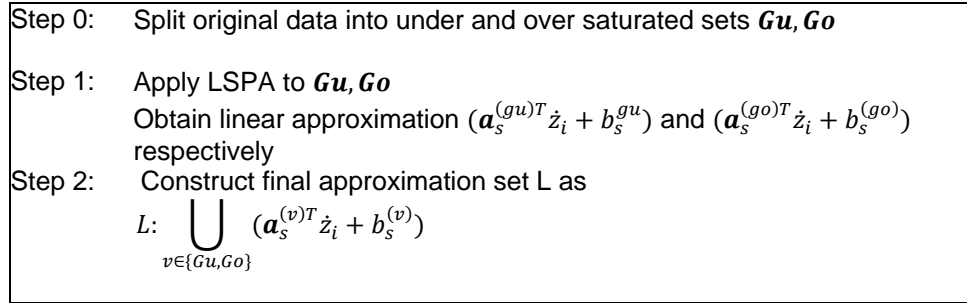 Step 0: Split original data into under and over saturated sets Gu, Go
Step 1: Apply LSPA to Gu, Go
Obtain linear approximation (a_s^{(gu)T} ż_i + b_s^{gu}) and (a_s^{(go)T} ż_i + b_s^{(go)})
respectively
Step 2: Construct final approximation set L as
L: ⋃_{v∈{Gu,Go}} (a_s^{(v)T} ż_i + b_s^{(v)})